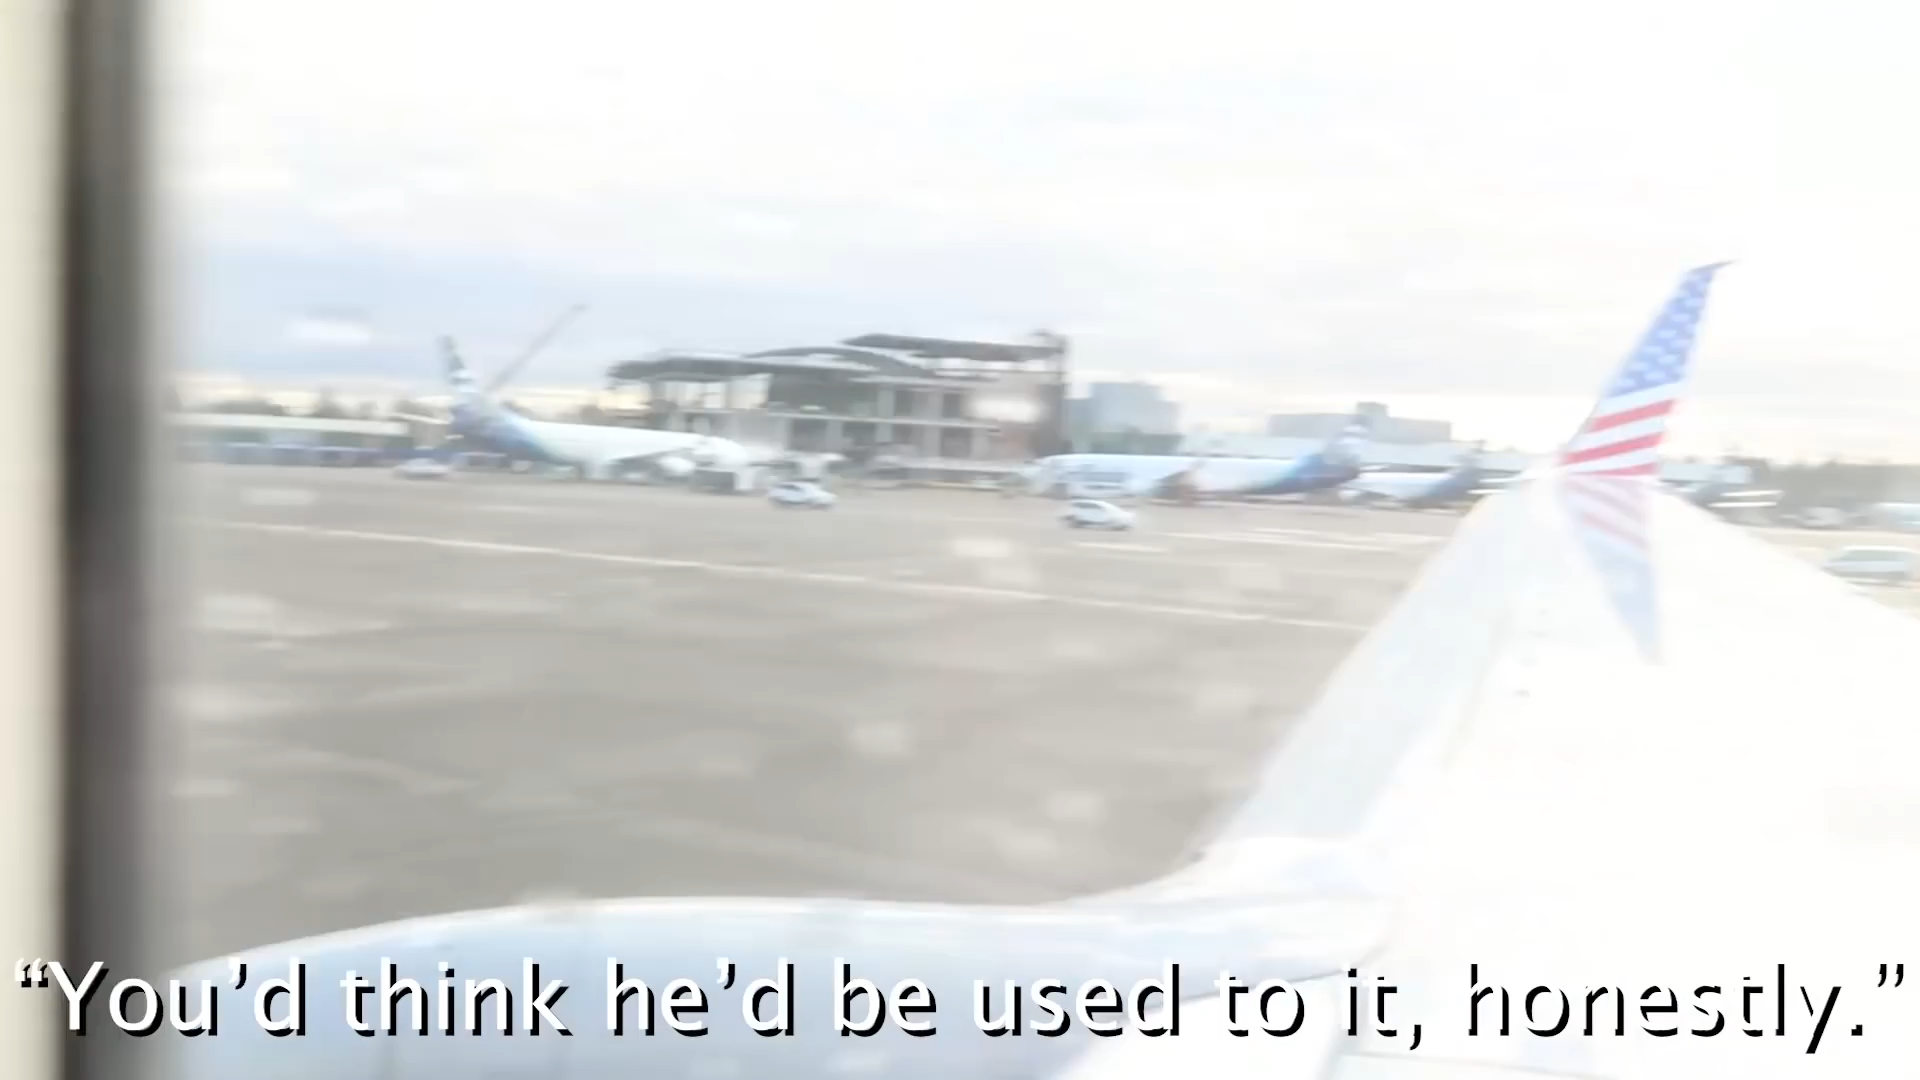 “You’d think he’d be used to it, honestly.”